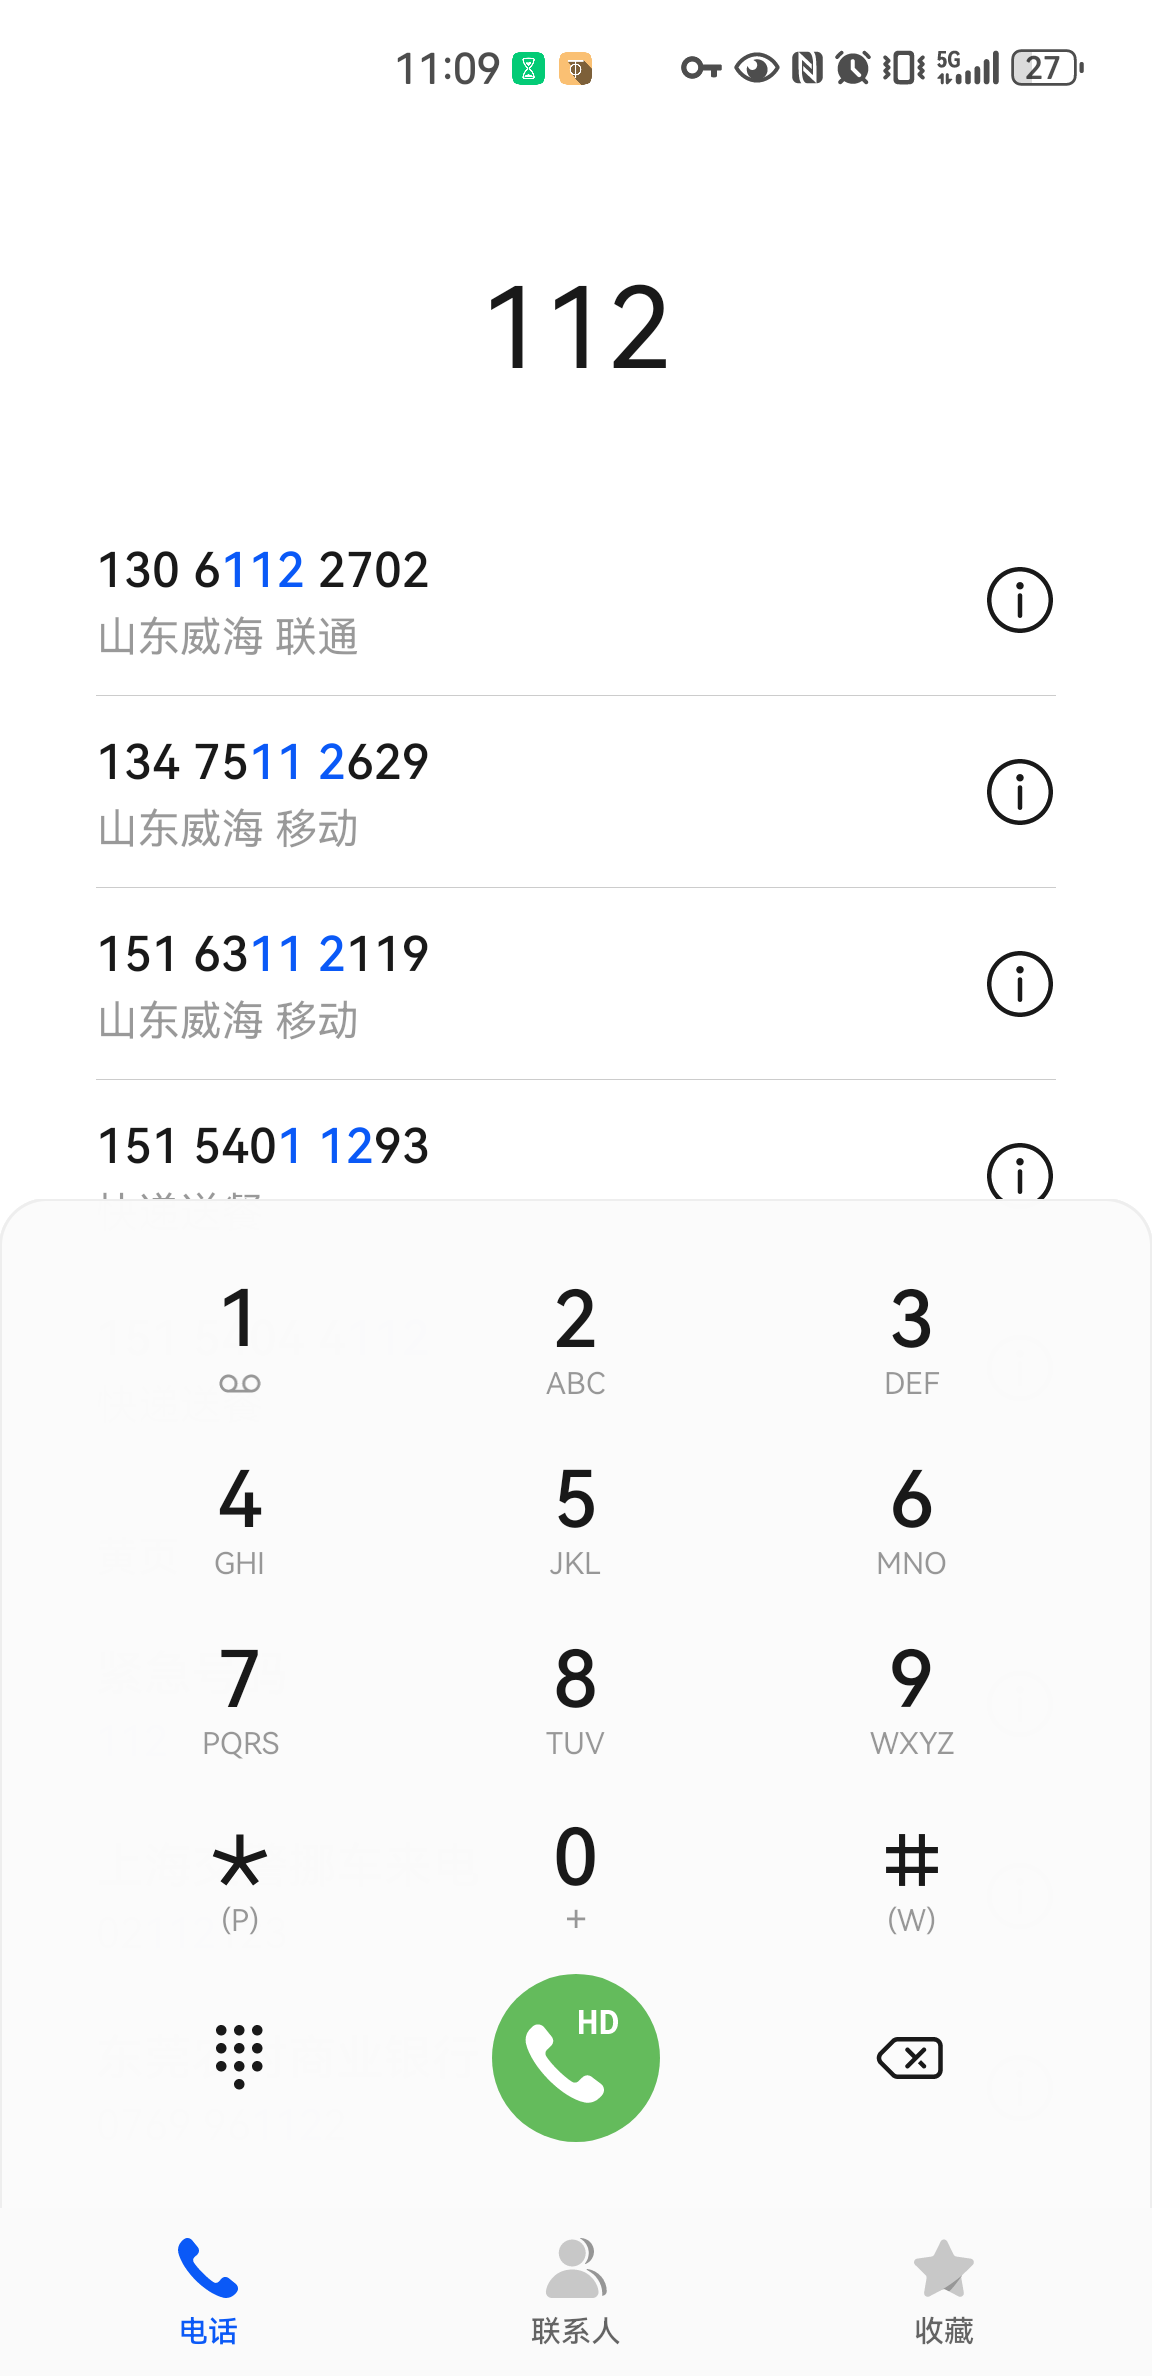 11:09 5G 27
112
130 6112 2702
山东威海 联通
134 7511 2629
山东威海 移动
151 6311 2119
山东威海 移动
151 5401 1293
1 2 3
ABC DEF
4 5 6
GHI JKL MNO
7 8 9
PQRS TUV WXYZ
* 0 #
(P) + (W)
HD
电话 联系人 收藏